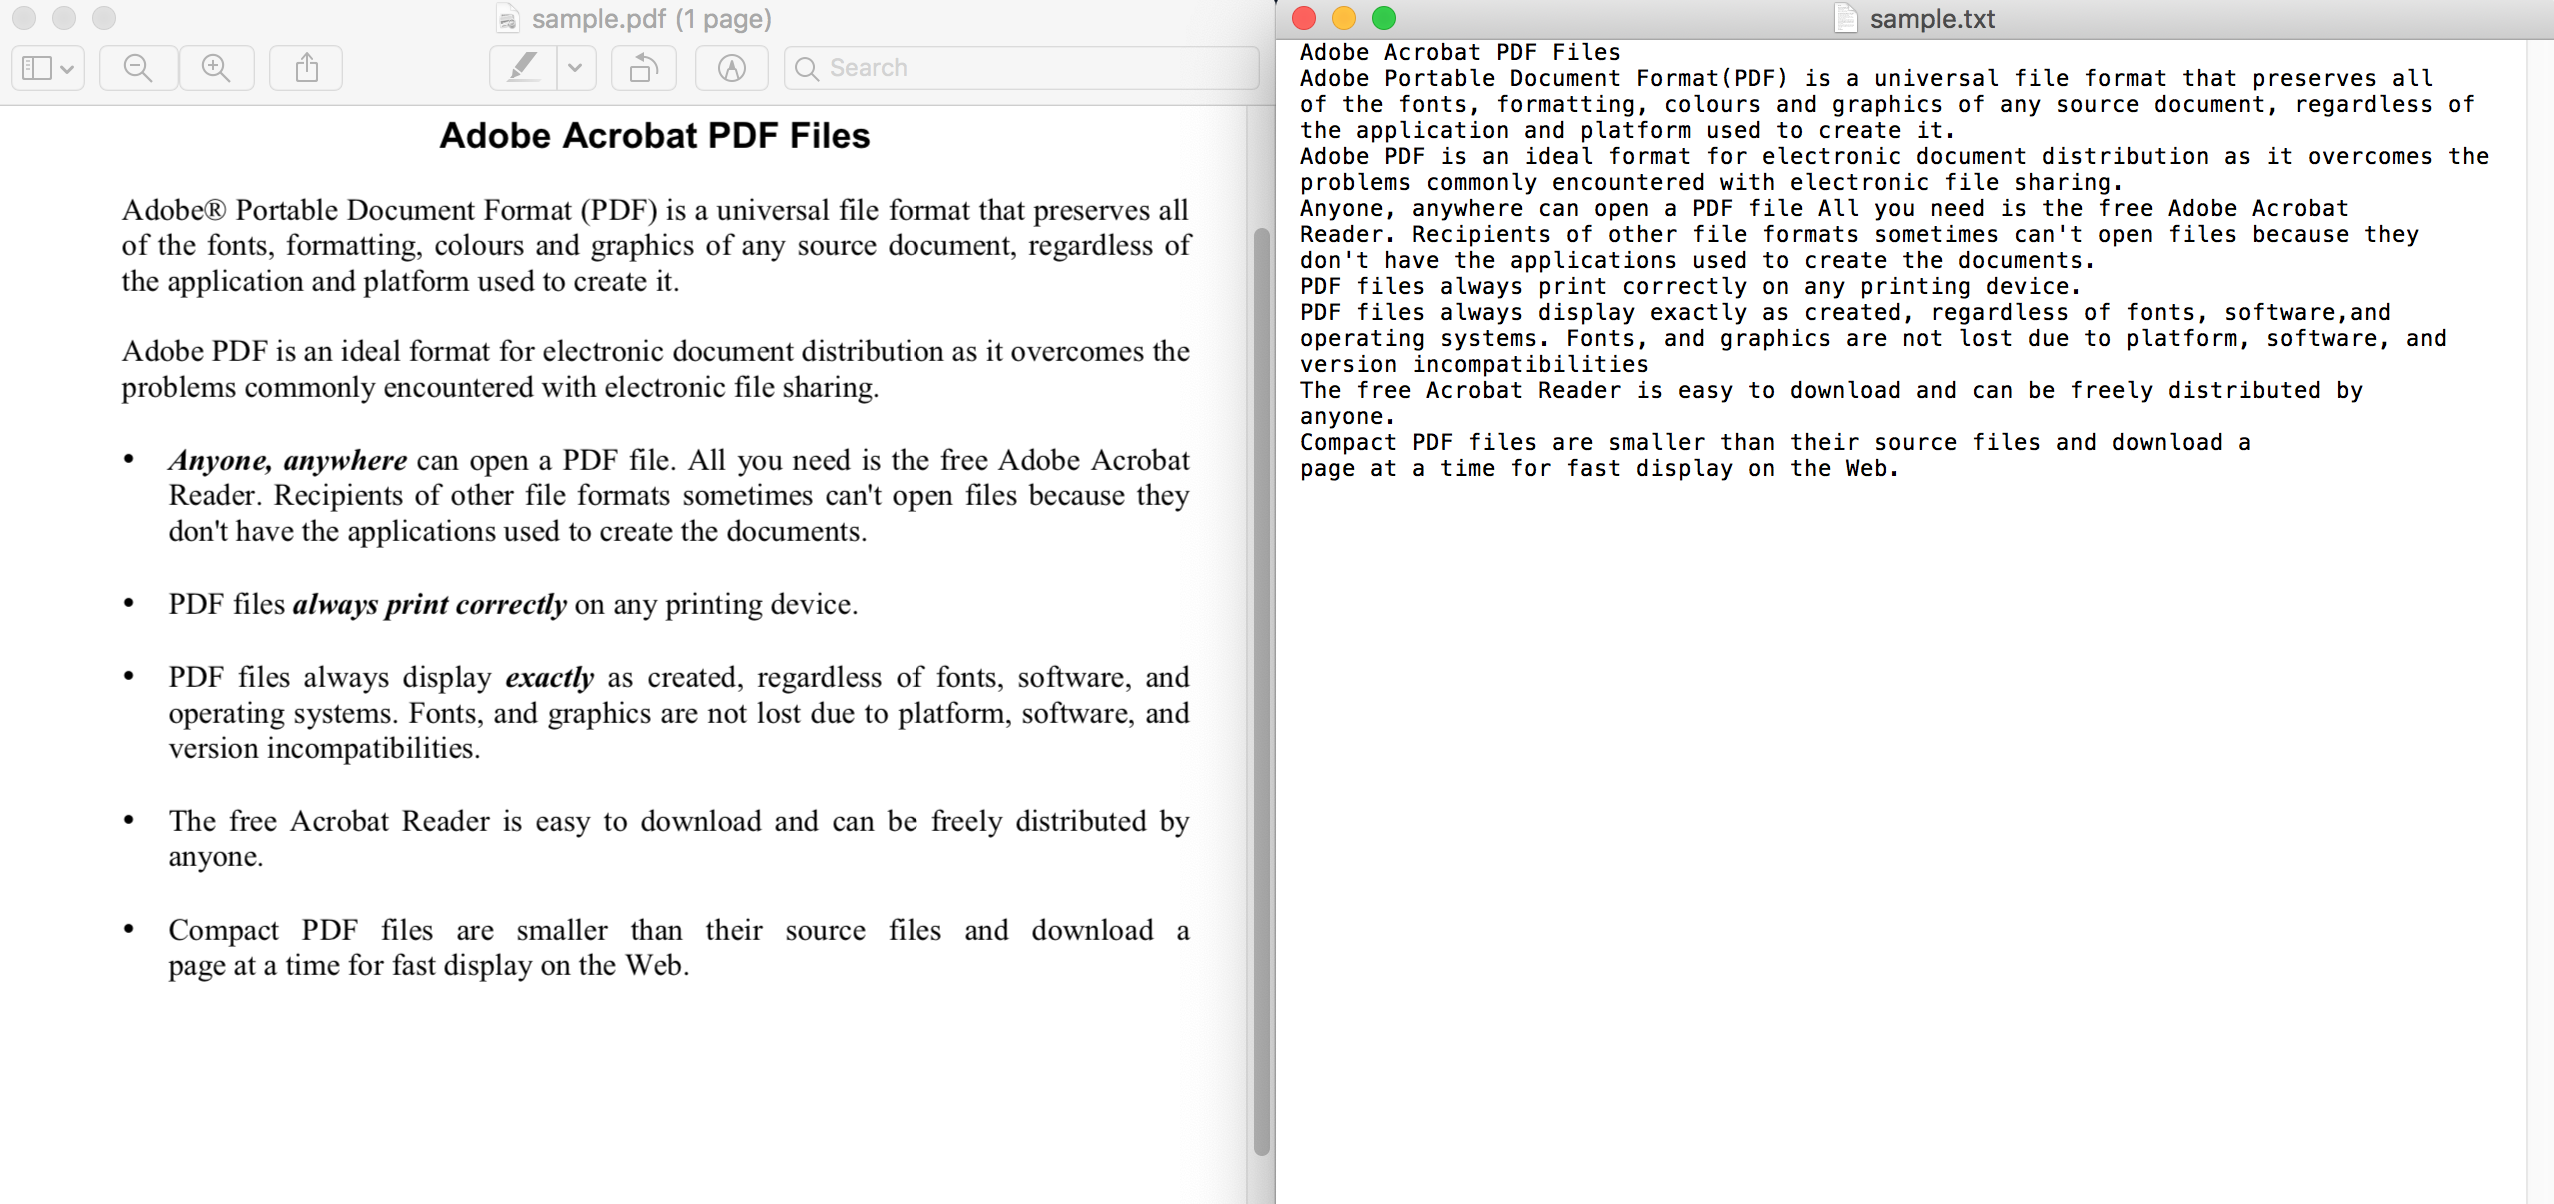 sample.pdf (1 page)
Search
Adobe Acrobat PDF Files
Adobe® Portable Document Format (PDF) is a universal file format that preserves all
of the fonts, formatting, colours and graphics of any source document, regardless of
the application and platform used to create it.
Adobe PDF is an ideal format for electronic document distribution as it overcomes the
problems commonly encountered with electronic file sharing.
• Anyone, anywhere can open a PDF file. All you need is the free Adobe Acrobat
Reader. Recipients of other file formats sometimes can't open files because they
don't have the applications used to create the documents.
• PDF files always print correctly on any printing device.
• PDF files always display exactly as created, regardless of fonts, software, and
operating systems. Fonts, and graphics are not lost due to platform, software, and
version incompatibilities.
• The free Acrobat Reader is easy to download and can be freely distributed by
anyone.
• Compact PDF files are smaller than their source files and download a
page at a time for fast display on the Web.
sample.txt
Adobe Acrobat PDF Files
Adobe Portable Document Format(PDF) is a universal file format that preserves all
of the fonts, formatting, colours and graphics of any source document, regardless of
the application and platform used to create it.
Adobe PDF is an ideal format for electronic document distribution as it overcomes the
problems commonly encountered with electronic file sharing.
Anyone, anywhere can open a PDF file All you need is the free Adobe Acrobat
Reader. Recipients of other file formats sometimes can't open files because they
don't have the applications used to create the documents.
PDF files always print correctly on any printing device.
PDF files always display exactly as created, regardless of fonts, software,and
operating systems. Fonts, and graphics are not lost due to platform, software, and
version incompatibilities
The free Acrobat Reader is easy to download and can be freely distributed by
anyone.
Compact PDF files are smaller than their source files and download a
page at a time for fast display on the Web.